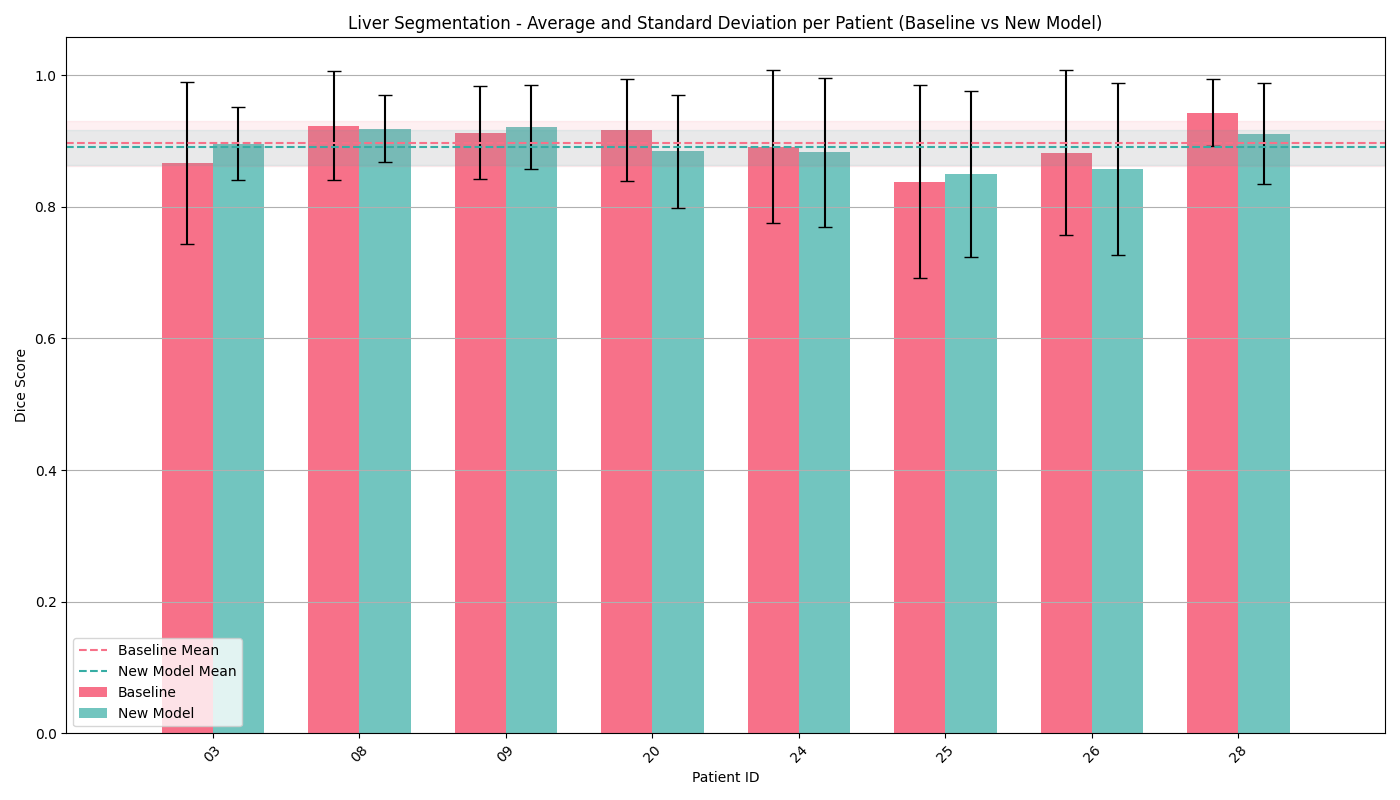 Liver Segmentation - Average and Standard Deviation per Patient (Baseline vs New Model)
1.0
0.8
0.6
0.4
0.2
0.0
Dice Score
Baseline Mean
New Model Mean
Baseline
New Model
03
08
09
20
24
25
26
28
Patient ID